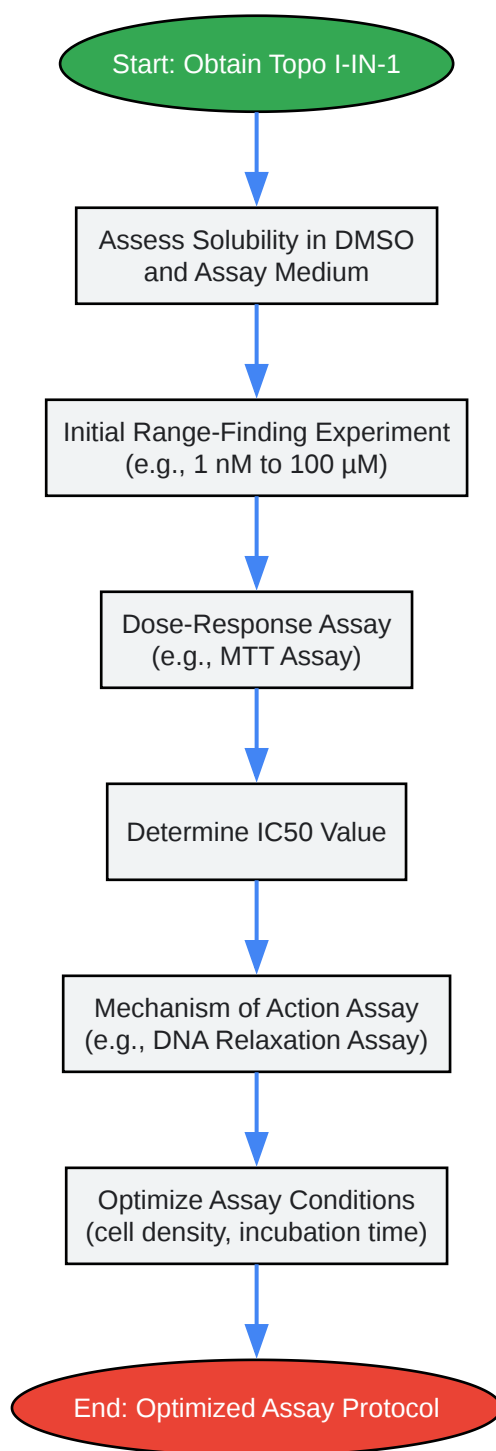 Start: Obtain Topo I-IN-1
Assess Solubility in DMSO
and Assay Medium
Initial Range-Finding Experiment
(e.g., 1 nM to 100 µM)
Dose-Response Assay
(e.g., MTT Assay)
Determine IC50 Value
Mechanism of Action Assay
(e.g., DNA Relaxation Assay)
Optimize Assay Conditions
(cell density, incubation time)
End: Optimized Assay Protocol